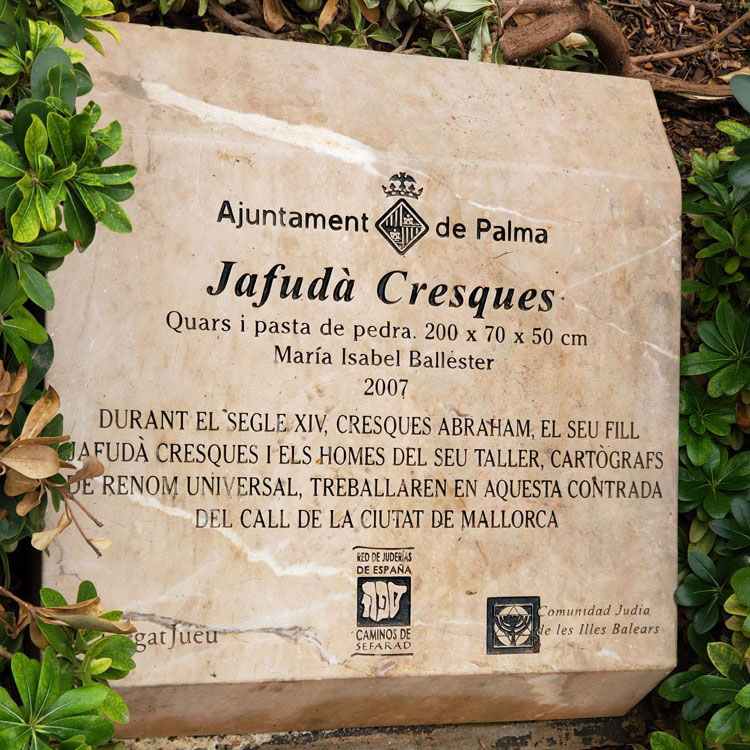 Ajuntament de Palma
Jafudà Cresques
Quars i pasta de pedra. 200 x 70 x 50 cm
María Isabel Ballester
2007
DURANT EL SEGLE XIV, CRESQUES ABRAHAM, EL SEU FILL
JAFUDÀ CRESQUES I ELS HOMES DEL SEU TALLER, CARTÒGRAFS
DE RENOM UNIVERSAL, TREBALLAREN EN AQUESTA CONTRADA
DEL CALL DE LA CIUTAT DE MALLORCA
RED DE JUDERÍAS
DE ESPAÑA
ספרד
CAMINOS DE
SEFARAD
Comunidad Judia
de les Illes Balears
Jueu